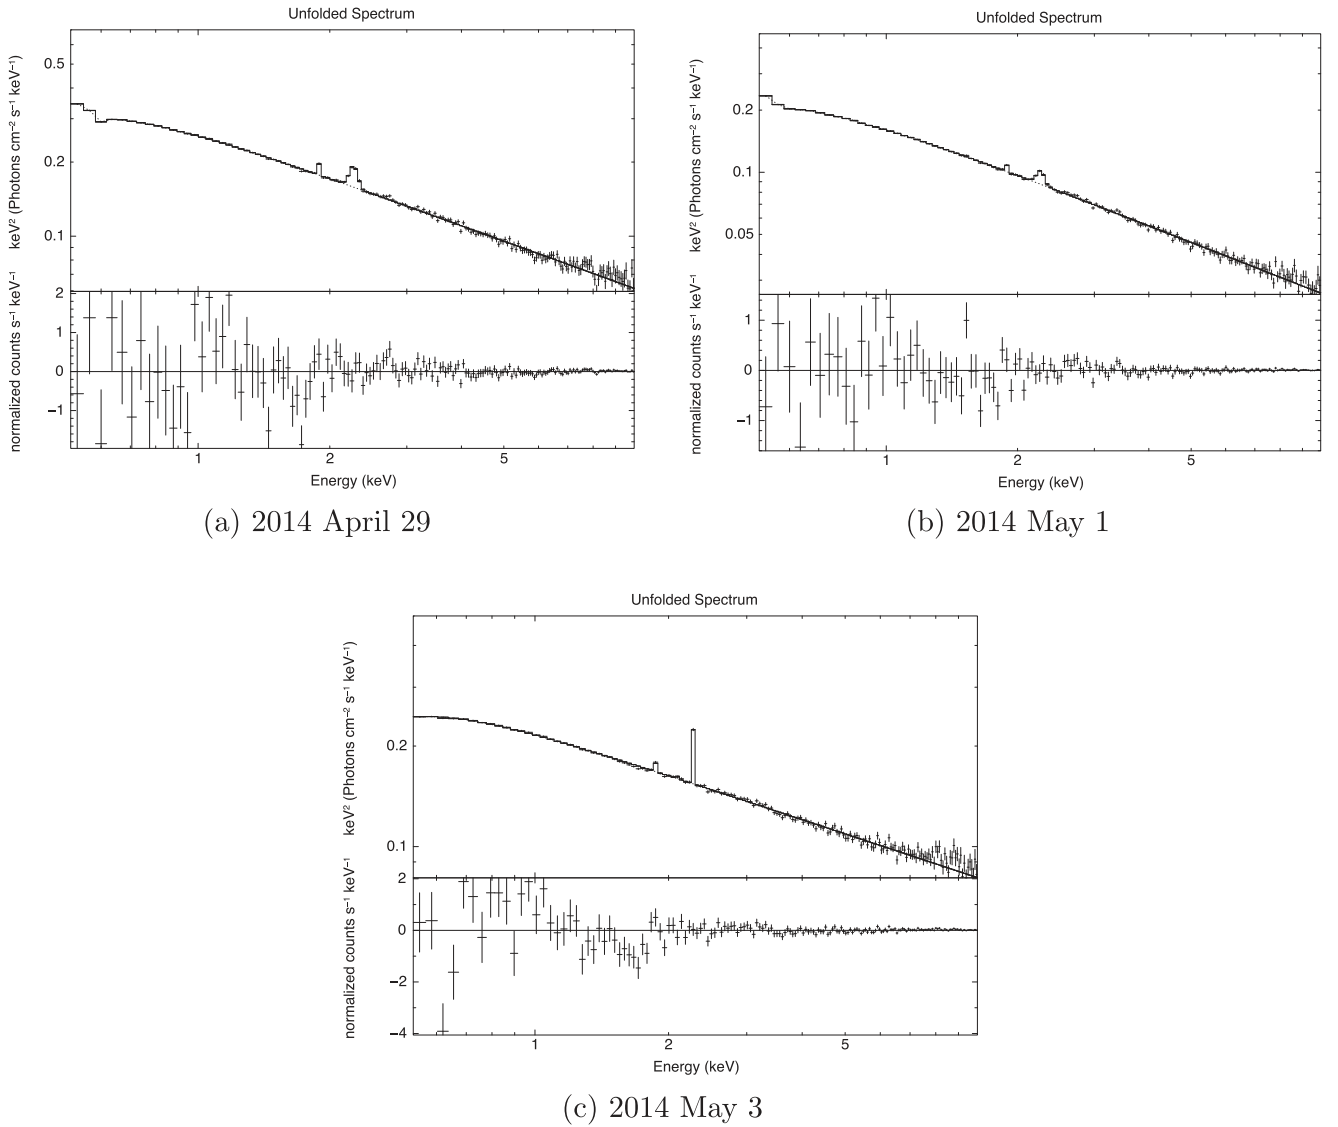 Unfolded Spectrum
keV² (Photons cm⁻² s⁻¹ keV⁻¹)
0.5
0.2
0.1
normalized counts s⁻¹ keV⁻¹
2
1
0
−1
1
5
Energy (keV)
(a) 2014 April 29
Unfolded Spectrum
keV² (Photons cm⁻² s⁻¹ keV⁻¹)
0.2
0.1
0.05
normalized counts s⁻¹ keV⁻¹
1
0
−1
1
2
5
Energy (keV)
(b) 2014 May 1
Unfolded Spectrum
keV² (Photons cm⁻² s⁻¹ keV⁻¹)
0.2
0.1
normalized counts s⁻¹ keV⁻¹
2
0
−2
−4
1
2
5
Energy (keV)
(c) 2014 May 3